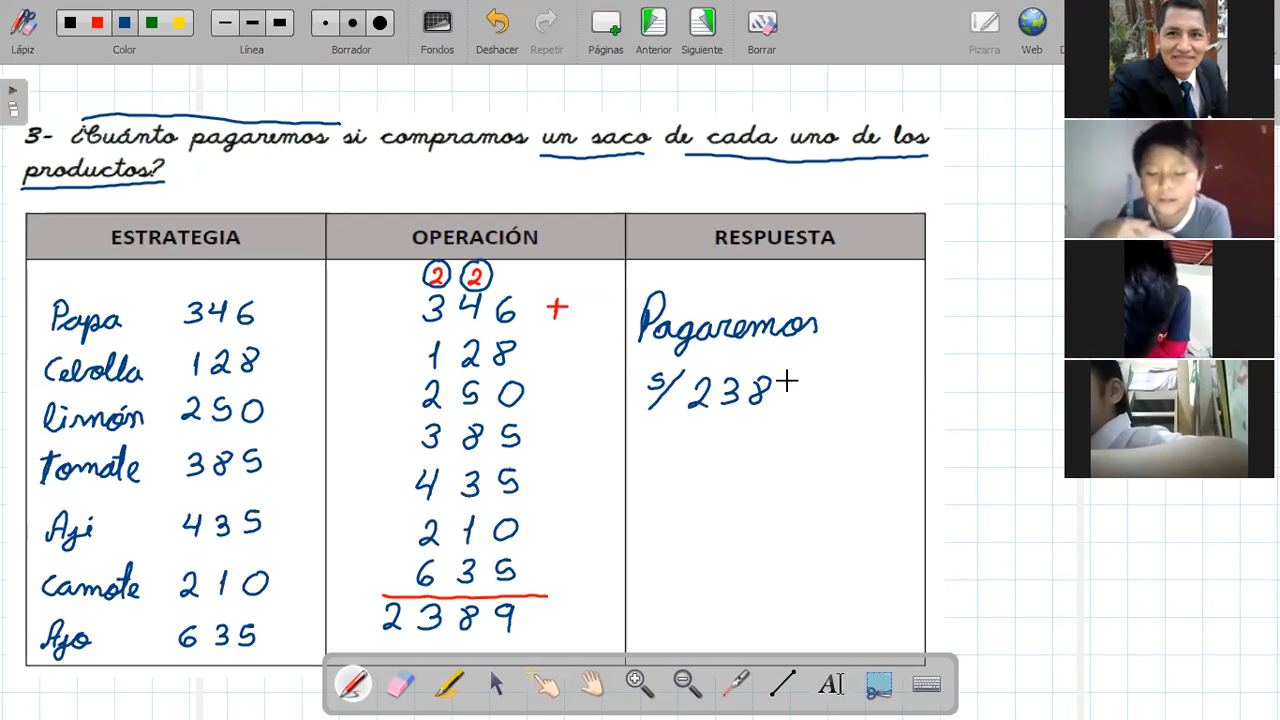 Lápiz Color Línea Borrador Fondos Deshacer Repetir Páginas Anterior Siguiente Borrar Pizarra Web
3- ¿Cuánto pagaremos si compramos un saco de cada uno de los
productos?
ESTRATEGIA OPERACIÓN RESPUESTA
2 2
Papa 346 346 + Pagaremos
Cebolla 128 128
limón 250 250 s/ 238
tomate 385 385
Aji 435 435
camote 210 210
Ajo 635 635
2389
AI